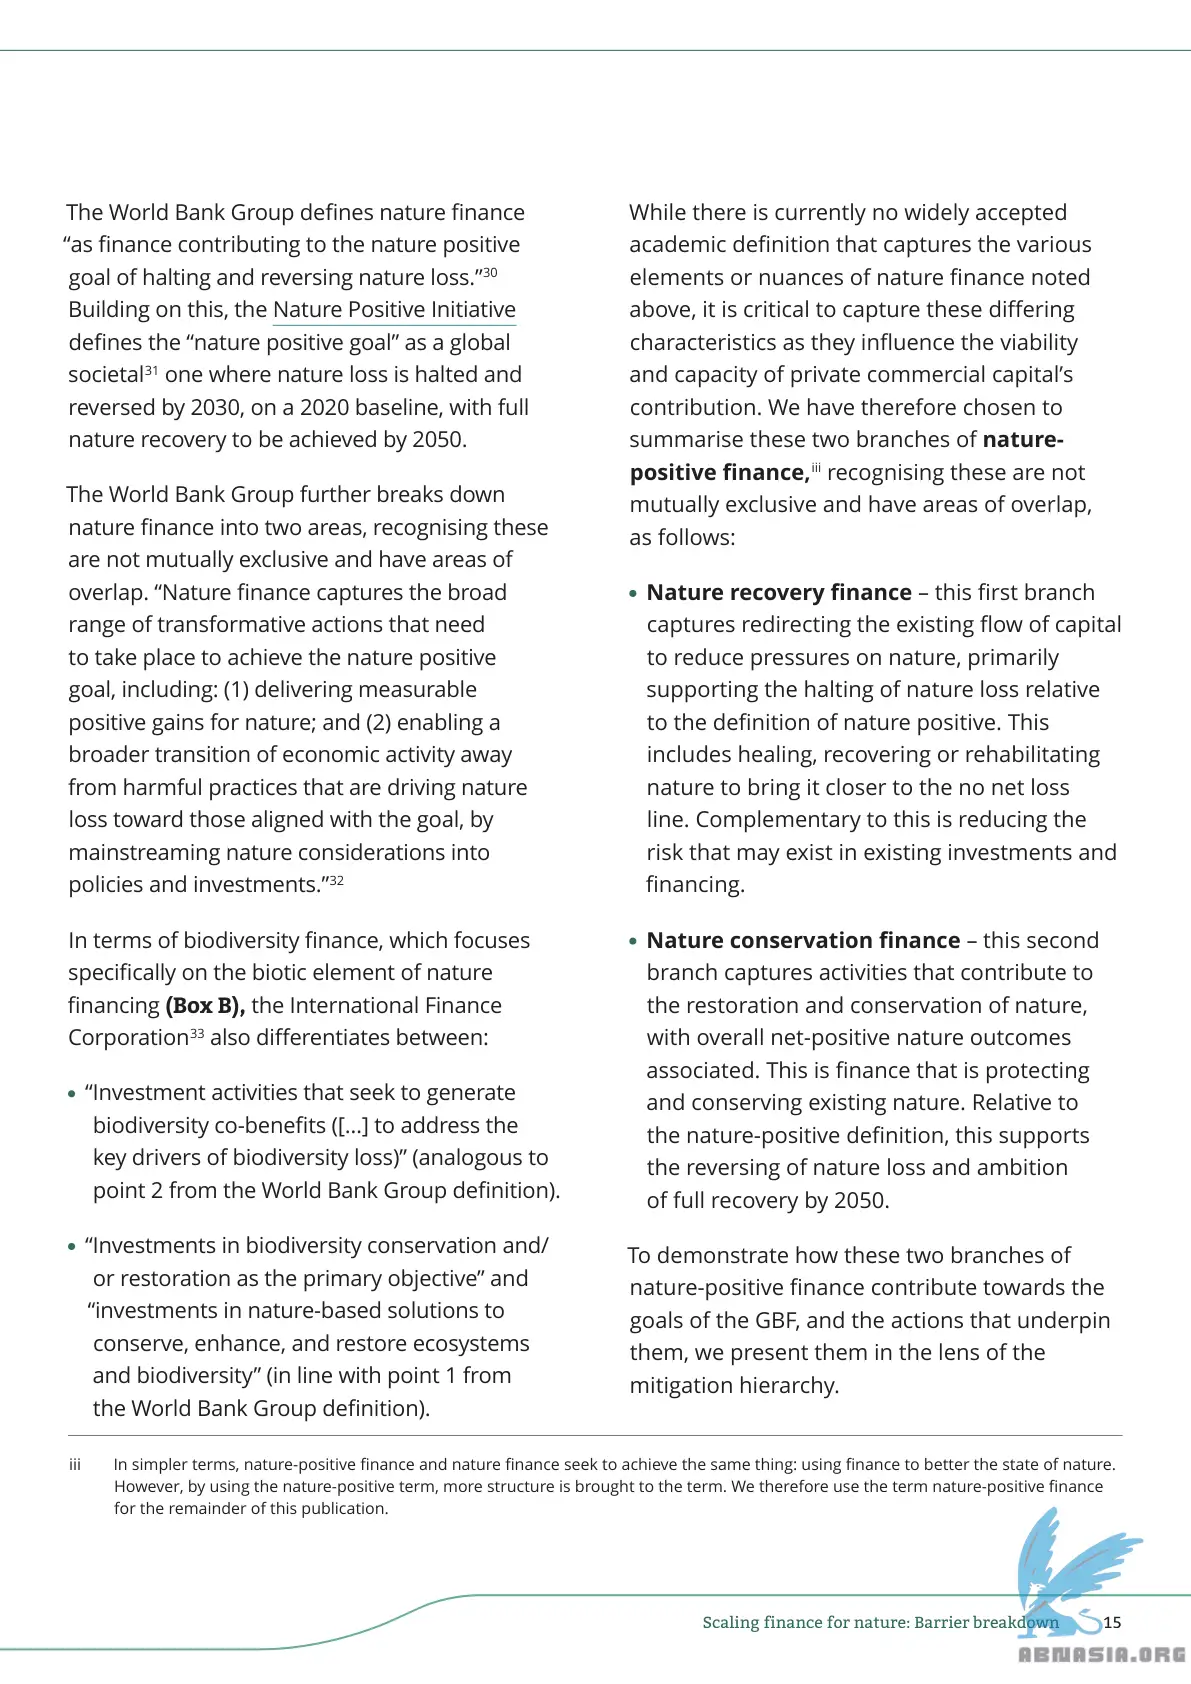 The World Bank Group defines nature finance
“as finance contributing to the nature positive
goal of halting and reversing nature loss.”30
Building on this, the Nature Positive Initiative
defines the “nature positive goal” as a global
societal31 one where nature loss is halted and
reversed by 2030, on a 2020 baseline, with full
nature recovery to be achieved by 2050.
The World Bank Group further breaks down
nature finance into two areas, recognising these
are not mutually exclusive and have areas of
overlap. “Nature finance captures the broad
range of transformative actions that need
to take place to achieve the nature positive
goal, including: (1) delivering measurable
positive gains for nature; and (2) enabling a
broader transition of economic activity away
from harmful practices that are driving nature
loss toward those aligned with the goal, by
mainstreaming nature considerations into
policies and investments.”32
In terms of biodiversity finance, which focuses
specifically on the biotic element of nature
financing (Box B), the International Finance
Corporation33 also differentiates between:
• “Investment activities that seek to generate
biodiversity co-benefits ([...] to address the
key drivers of biodiversity loss)” (analogous to
point 2 from the World Bank Group definition).
• “Investments in biodiversity conservation and/
or restoration as the primary objective” and
“investments in nature-based solutions to
conserve, enhance, and restore ecosystems
and biodiversity” (in line with point 1 from
the World Bank Group definition).
While there is currently no widely accepted
academic definition that captures the various
elements or nuances of nature finance noted
above, it is critical to capture these differing
characteristics as they influence the viability
and capacity of private commercial capital’s
contribution. We have therefore chosen to
summarise these two branches of nature-
positive finance,iii recognising these are not
mutually exclusive and have areas of overlap,
as follows:
• Nature recovery finance – this first branch
captures redirecting the existing flow of capital
to reduce pressures on nature, primarily
supporting the halting of nature loss relative
to the definition of nature positive. This
includes healing, recovering or rehabilitating
nature to bring it closer to the no net loss
line. Complementary to this is reducing the
risk that may exist in existing investments and
financing.
• Nature conservation finance – this second
branch captures activities that contribute to
the restoration and conservation of nature,
with overall net-positive nature outcomes
associated. This is finance that is protecting
and conserving existing nature. Relative to
the nature-positive definition, this supports
the reversing of nature loss and ambition
of full recovery by 2050.
To demonstrate how these two branches of
nature-positive finance contribute towards the
goals of the GBF, and the actions that underpin
them, we present them in the lens of the
mitigation hierarchy.
iii In simpler terms, nature-positive finance and nature finance seek to achieve the same thing: using finance to better the state of nature.
However, by using the nature-positive term, more structure is brought to the term. We therefore use the term nature-positive finance
for the remainder of this publication.
Scaling finance for nature: Barrier breakdown 15
ABNASIA.ORG